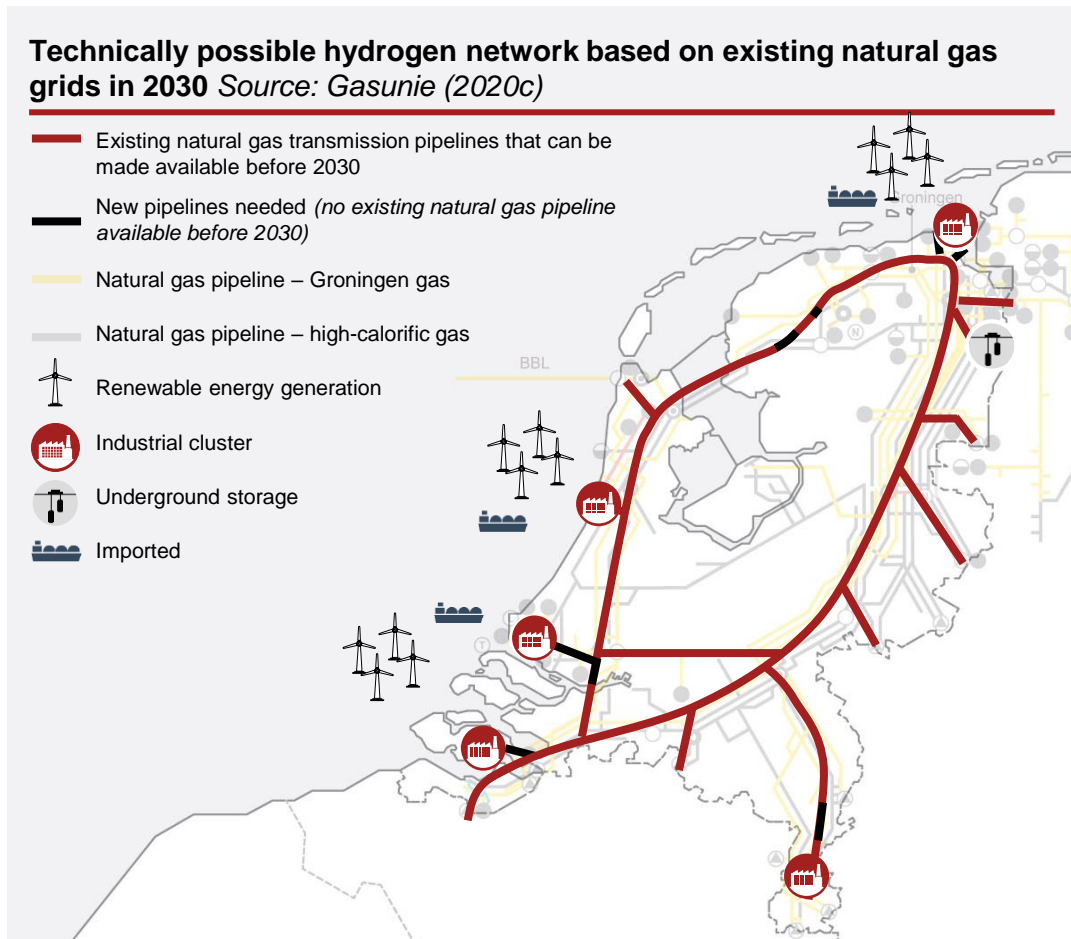 Technically possible hydrogen network based on existing natural gas
grids in 2030 Source: Gasunie (2020c)
Existing natural gas transmission pipelines that can be
made available before 2030
New pipelines needed (no existing natural gas pipeline
available before 2030)
Natural gas pipeline – Groningen gas
Natural gas pipeline – high-calorific gas
Renewable energy generation
Industrial cluster
Underground storage
Imported
Groningen
N
BBL
T